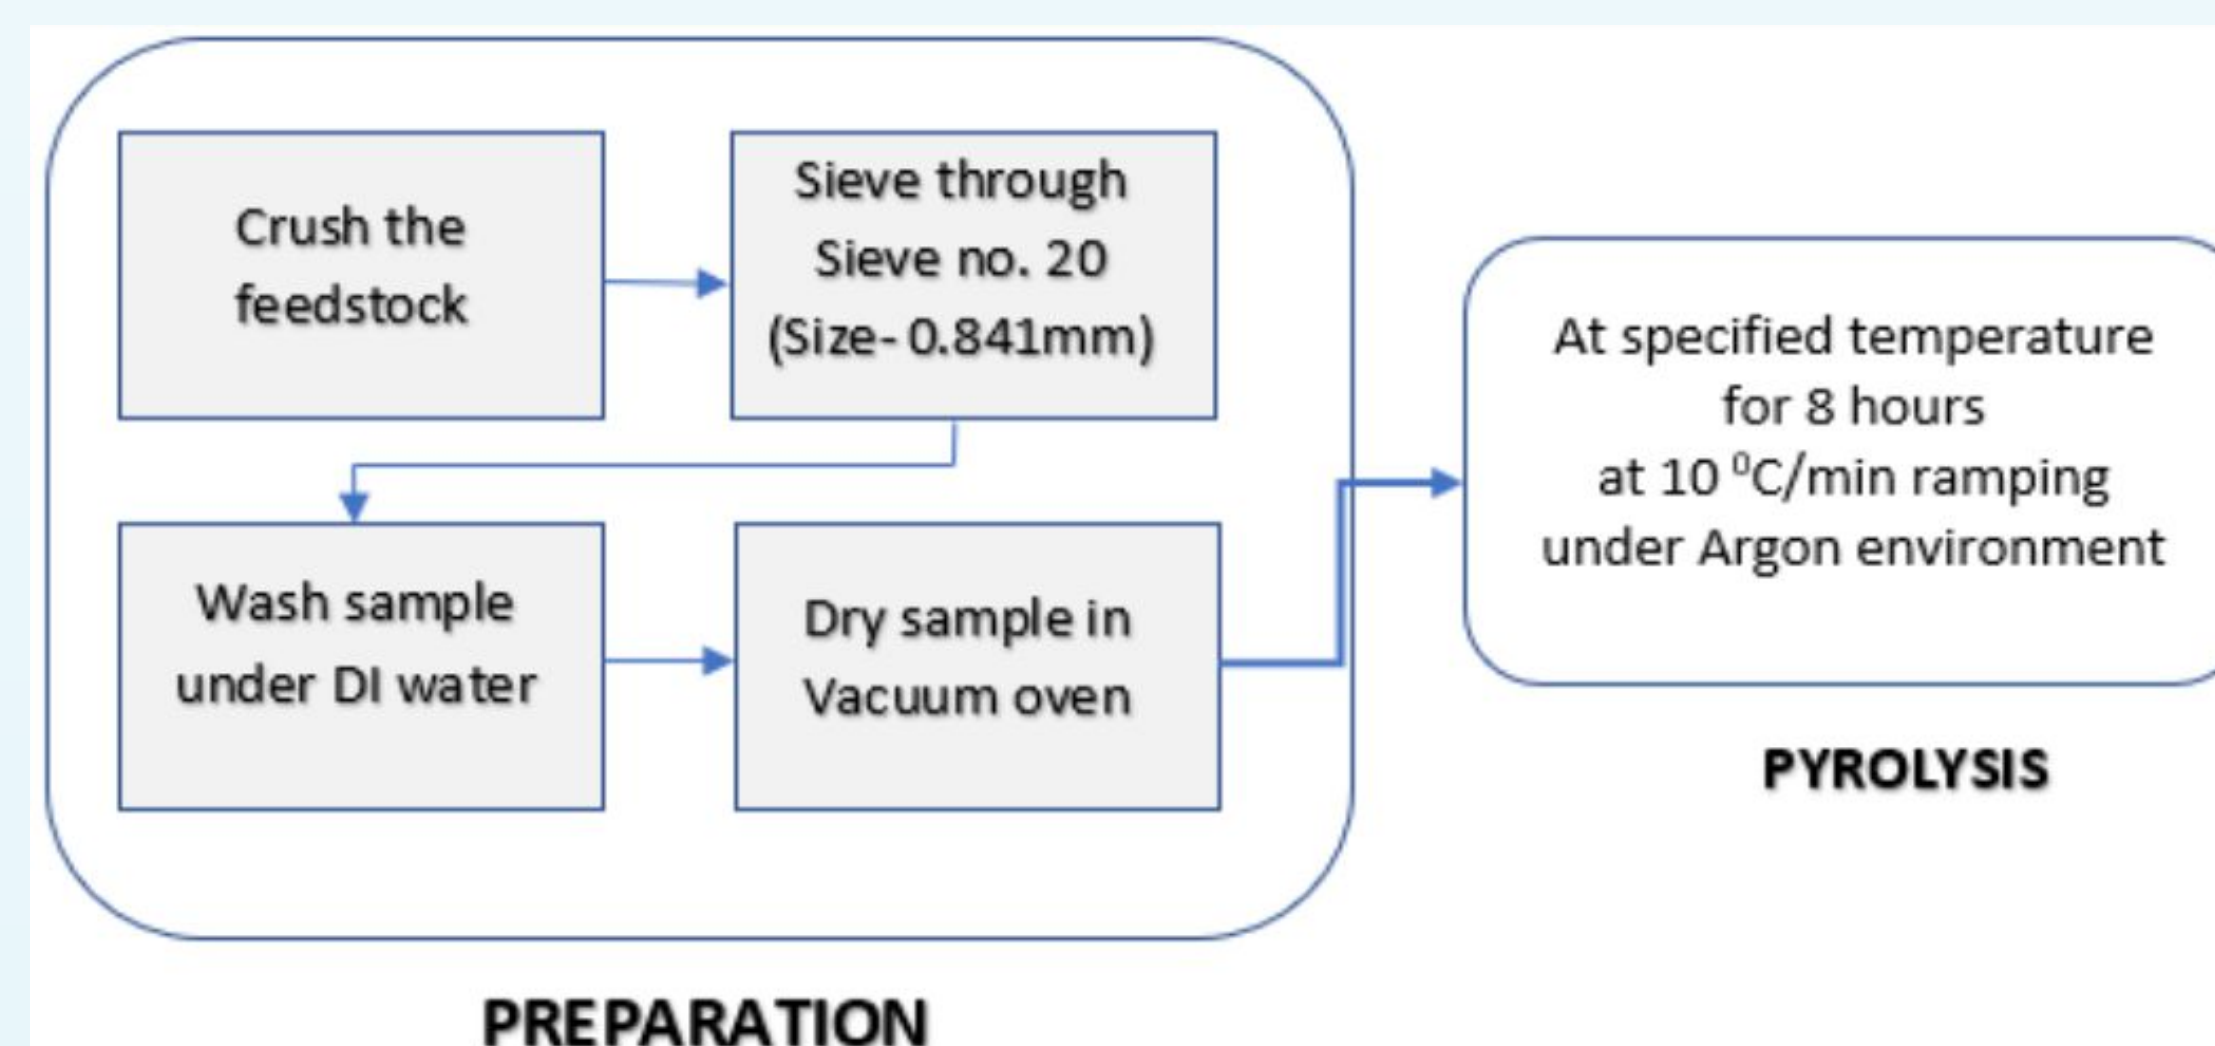 Crush the
feedstock
Sieve through
Sieve no. 20
(Size- 0.841mm)
Wash sample
under DI water
Dry sample in
Vacuum oven
PREPARATION
At specified temperature
for 8 hours
at 10 ⁰C/min ramping
under Argon environment
PYROLYSIS